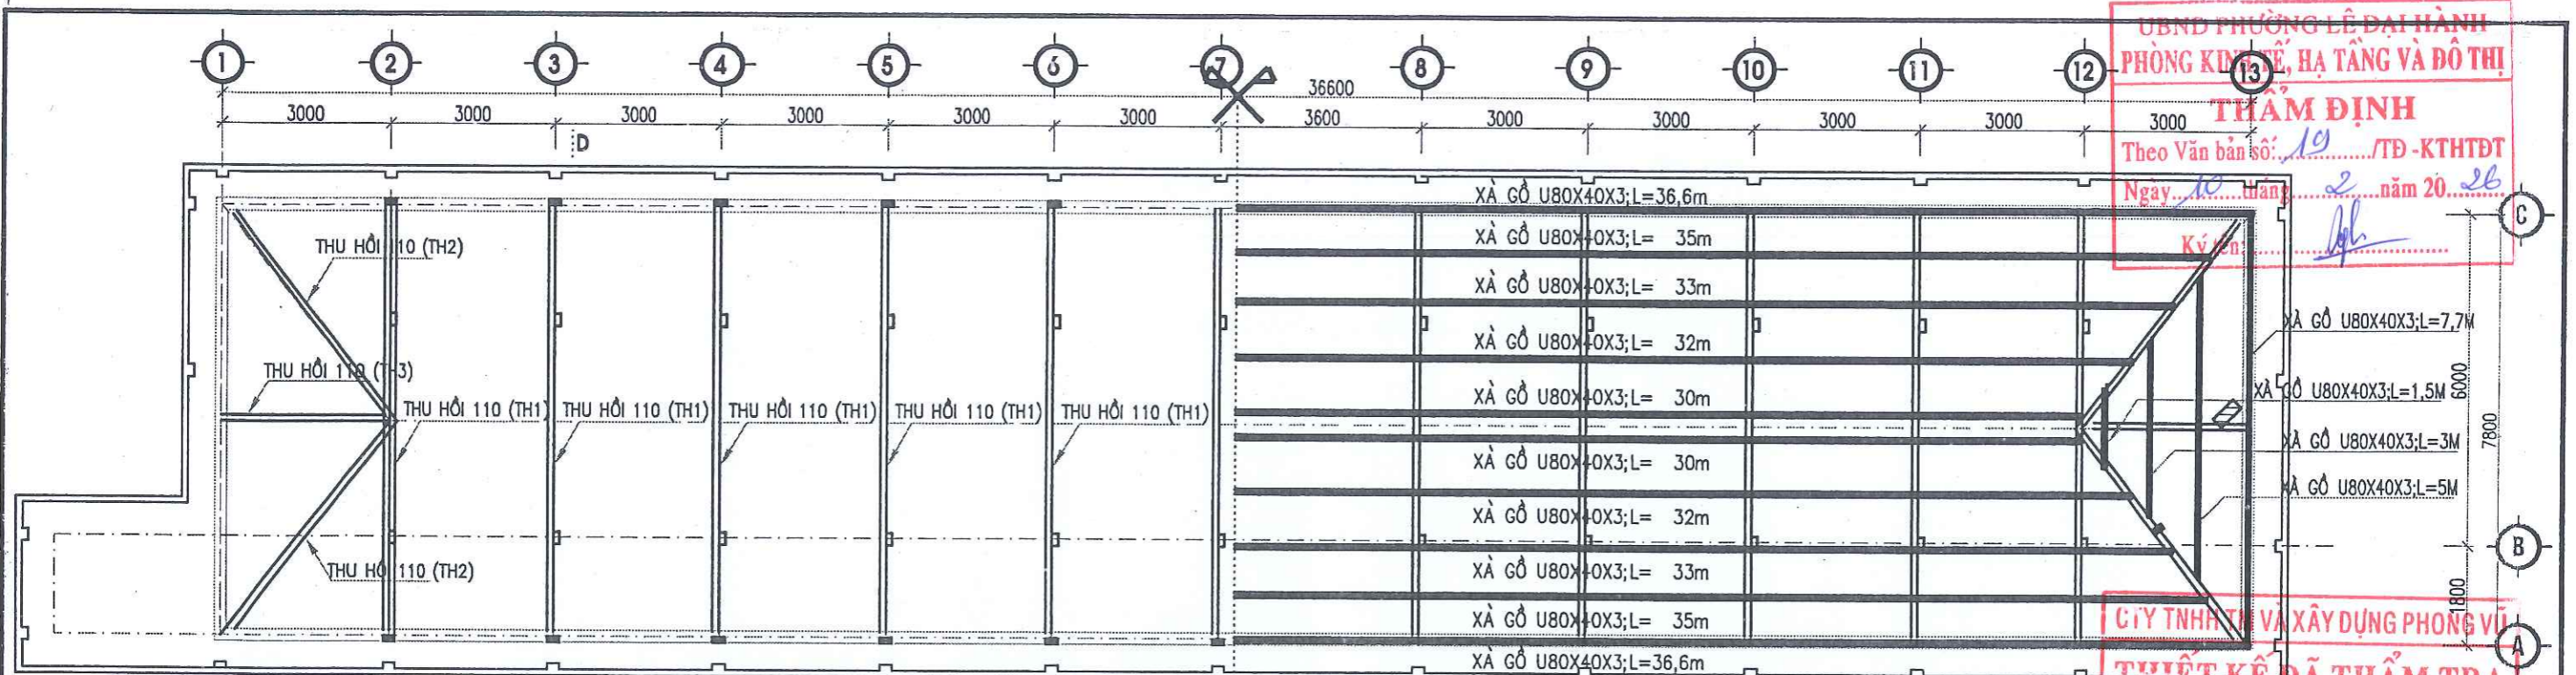 1 2 3 4 5 6 7 8 9 10 11 12 13
36600
3000 3000 3000 3000 3000 3000 3600 3000 3000 3000 3000 3000
D
UBND PHƯỜNG LÊ ĐẠI HÀNH
PHÒNG KINH TẾ, HẠ TẦNG VÀ ĐÔ THỊ
THẨM ĐỊNH
Theo Văn bản số: 19 /TĐ -KTHTĐT
Ngày 10 tháng 2 năm 20 26
Ký tên:
XÀ GỒ U80X40X3;L=36,6m
XÀ GỒ U80X40X3;L= 35m
XÀ GỒ U80X40X3;L= 33m
XÀ GỒ U80X40X3;L= 32m
XÀ GỒ U80X40X3;L= 30m
XÀ GỒ U80X40X3;L= 30m
XÀ GỒ U80X40X3;L= 32m
XÀ GỒ U80X40X3;L= 33m
XÀ GỒ U80X40X3;L= 35m
XÀ GỒ U80X40X3;L=36,6m
THU HỒI 110 (TH2)
THU HỒI 110 (TH3)
THU HỒI 110 (TH1)
THU HỒI 110 (TH1)
THU HỒI 110 (TH1)
THU HỒI 110 (TH1)
THU HỒI 110 (TH1)
THU HỒI 110 (TH2)
XÀ GỒ U80X40X3;L=7,7M
XÀ GỒ U80X40X3;L=1,5M
XÀ GỒ U80X40X3;L=3M
XÀ GỒ U80X40X3;L=5M
C
6000
7800
B
1800
A
CTY TNHH TM VÀ XÂY DỰNG PHONG VŨ
THIẾT KẾ ĐÃ THẨM TRA